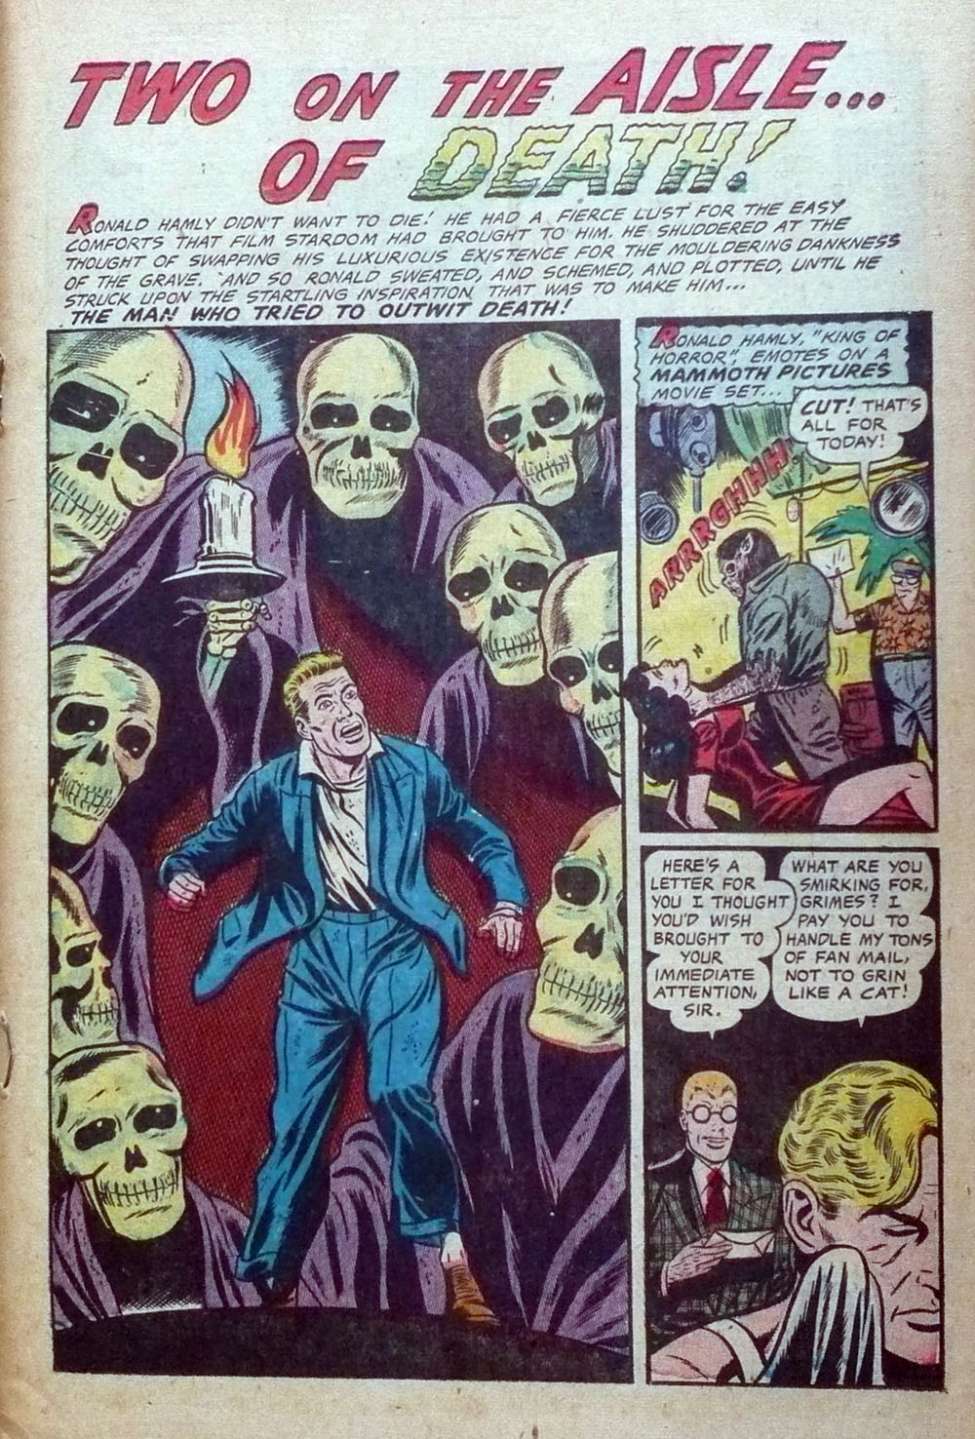 TWO ON THE AISLE...
OF DEATH!
RONALD HAMLY DIDN'T WANT TO DIE! HE HAD A FIERCE LUST FOR THE EASY
COMFORTS THAT FILM STARDOM HAD BROUGHT TO HIM. HE SHUDDERED AT THE
THOUGHT OF SWAPPING HIS LUXURIOUS EXISTENCE FOR THE MOULDERING DANKNESS
OF THE GRAVE. AND SO RONALD SWEATED, AND SCHEMED, AND PLOTTED, UNTIL HE
STRUCK UPON THE STARTLING INSPIRATION THAT WAS TO MAKE HIM...
THE MAN WHO TRIED TO OUTWIT DEATH!
RONALD HAMLY, "KING OF
HORROR", EMOTES ON A
MAMMOTH PICTURES
MOVIE SET...
CUT! THAT'S
ALL FOR
TODAY!
ARRRGHHH
HERE'S A
LETTER FOR
YOU I THOUGHT
YOU'D WISH
BROUGHT TO
YOUR
IMMEDIATE
ATTENTION,
SIR.
WHAT ARE YOU
SMIRKING FOR,
GRIMES? I
PAY YOU TO
HANDLE MY TONS
OF FAN MAIL,
NOT TO GRIN
LIKE A CAT!